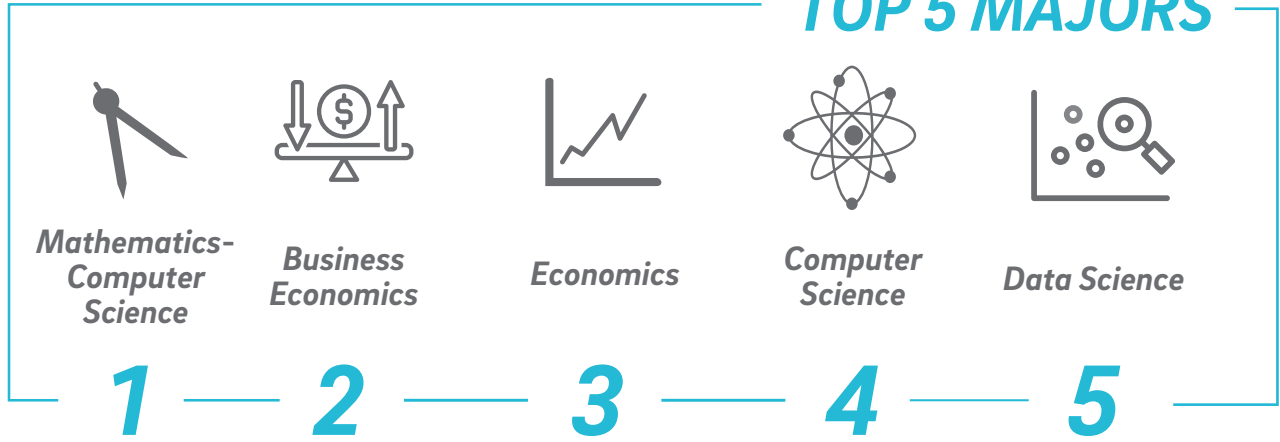 TOP 5 MAJORS
$
Mathematics-
Computer
Science
Business
Economics
Economics
Computer
Science
Data Science
1 2 3 4 5